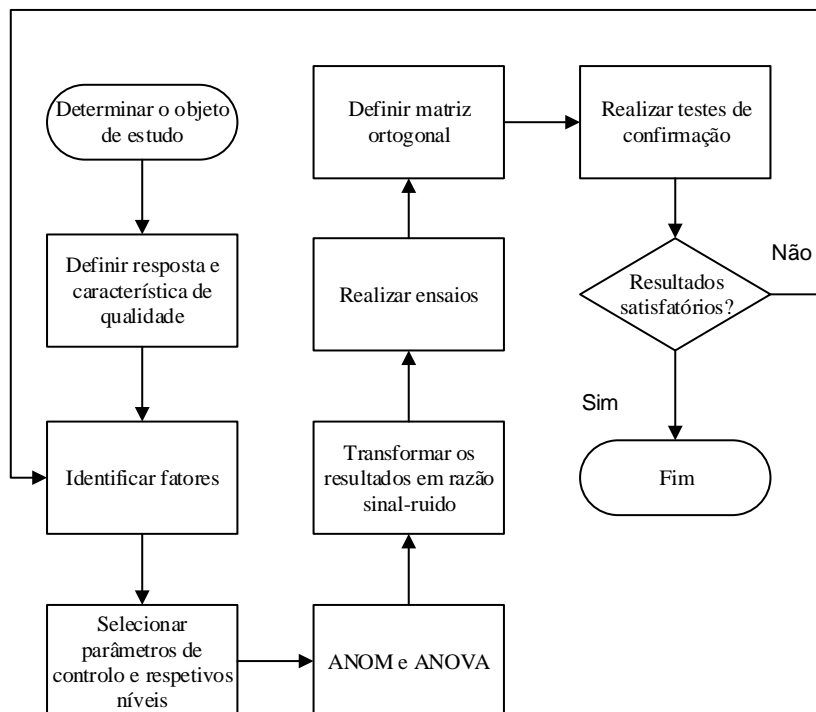 Determinar o objeto
de estudo
Definir resposta e
característica de
qualidade
Identificar fatores
Selecionar
parâmetros de
controlo e respetivos
níveis
ANOM e ANOVA
Transformar os
resultados em razão
sinal-ruido
Realizar ensaios
Definir matriz
ortogonal
Realizar testes de
confirmação
Resultados
satisfatórios?
Não
Sim
Fim